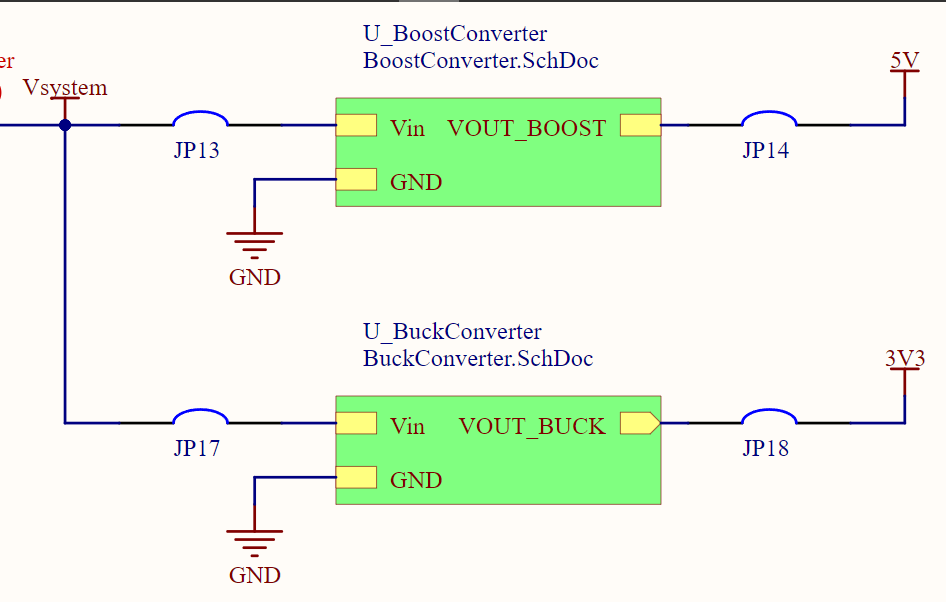 U_BoostConverter
BoostConverter.SchDoc
er
Vsystem
5V
JP13
Vin VOUT_BOOST
JP14
GND
GND
U_BuckConverter
BuckConverter.SchDoc
3V3
JP17
Vin VOUT_BUCK
JP18
GND
GND